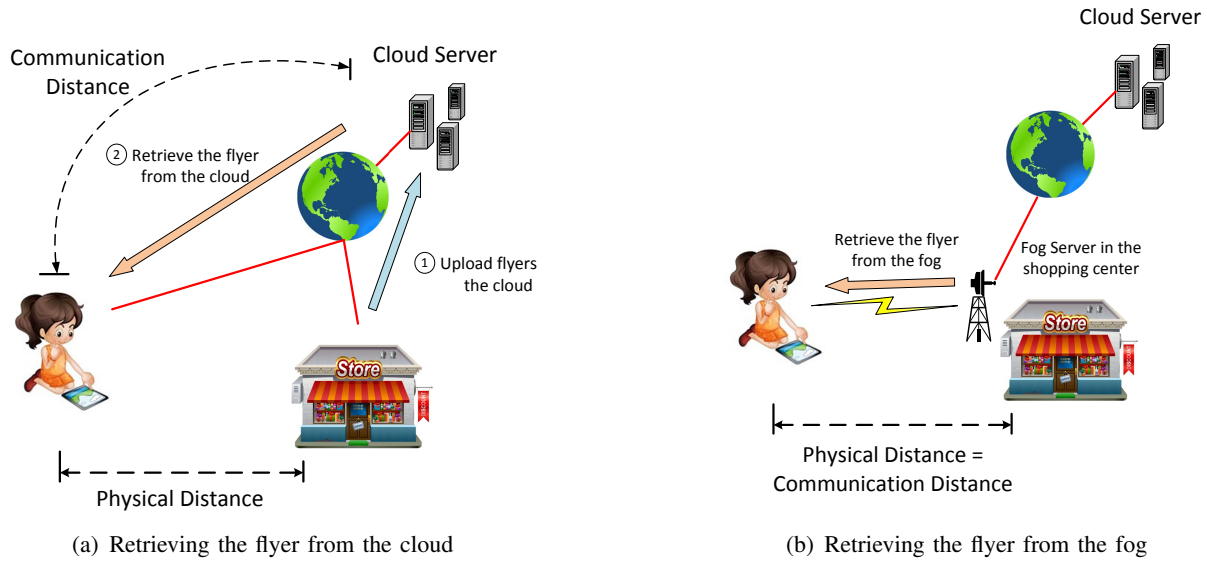 Communication
Distance
Cloud Server
2 Retrieve the flyer
from the cloud
1 Upload flyers
the cloud
Store
DISCOUNT
Physical Distance
(a) Retrieving the flyer from the cloud
Cloud Server
Retrieve the flyer
from the fog
Fog Server in the
shopping center
Store
DISCOUNT
Physical Distance =
Communication Distance
(b) Retrieving the flyer from the fog